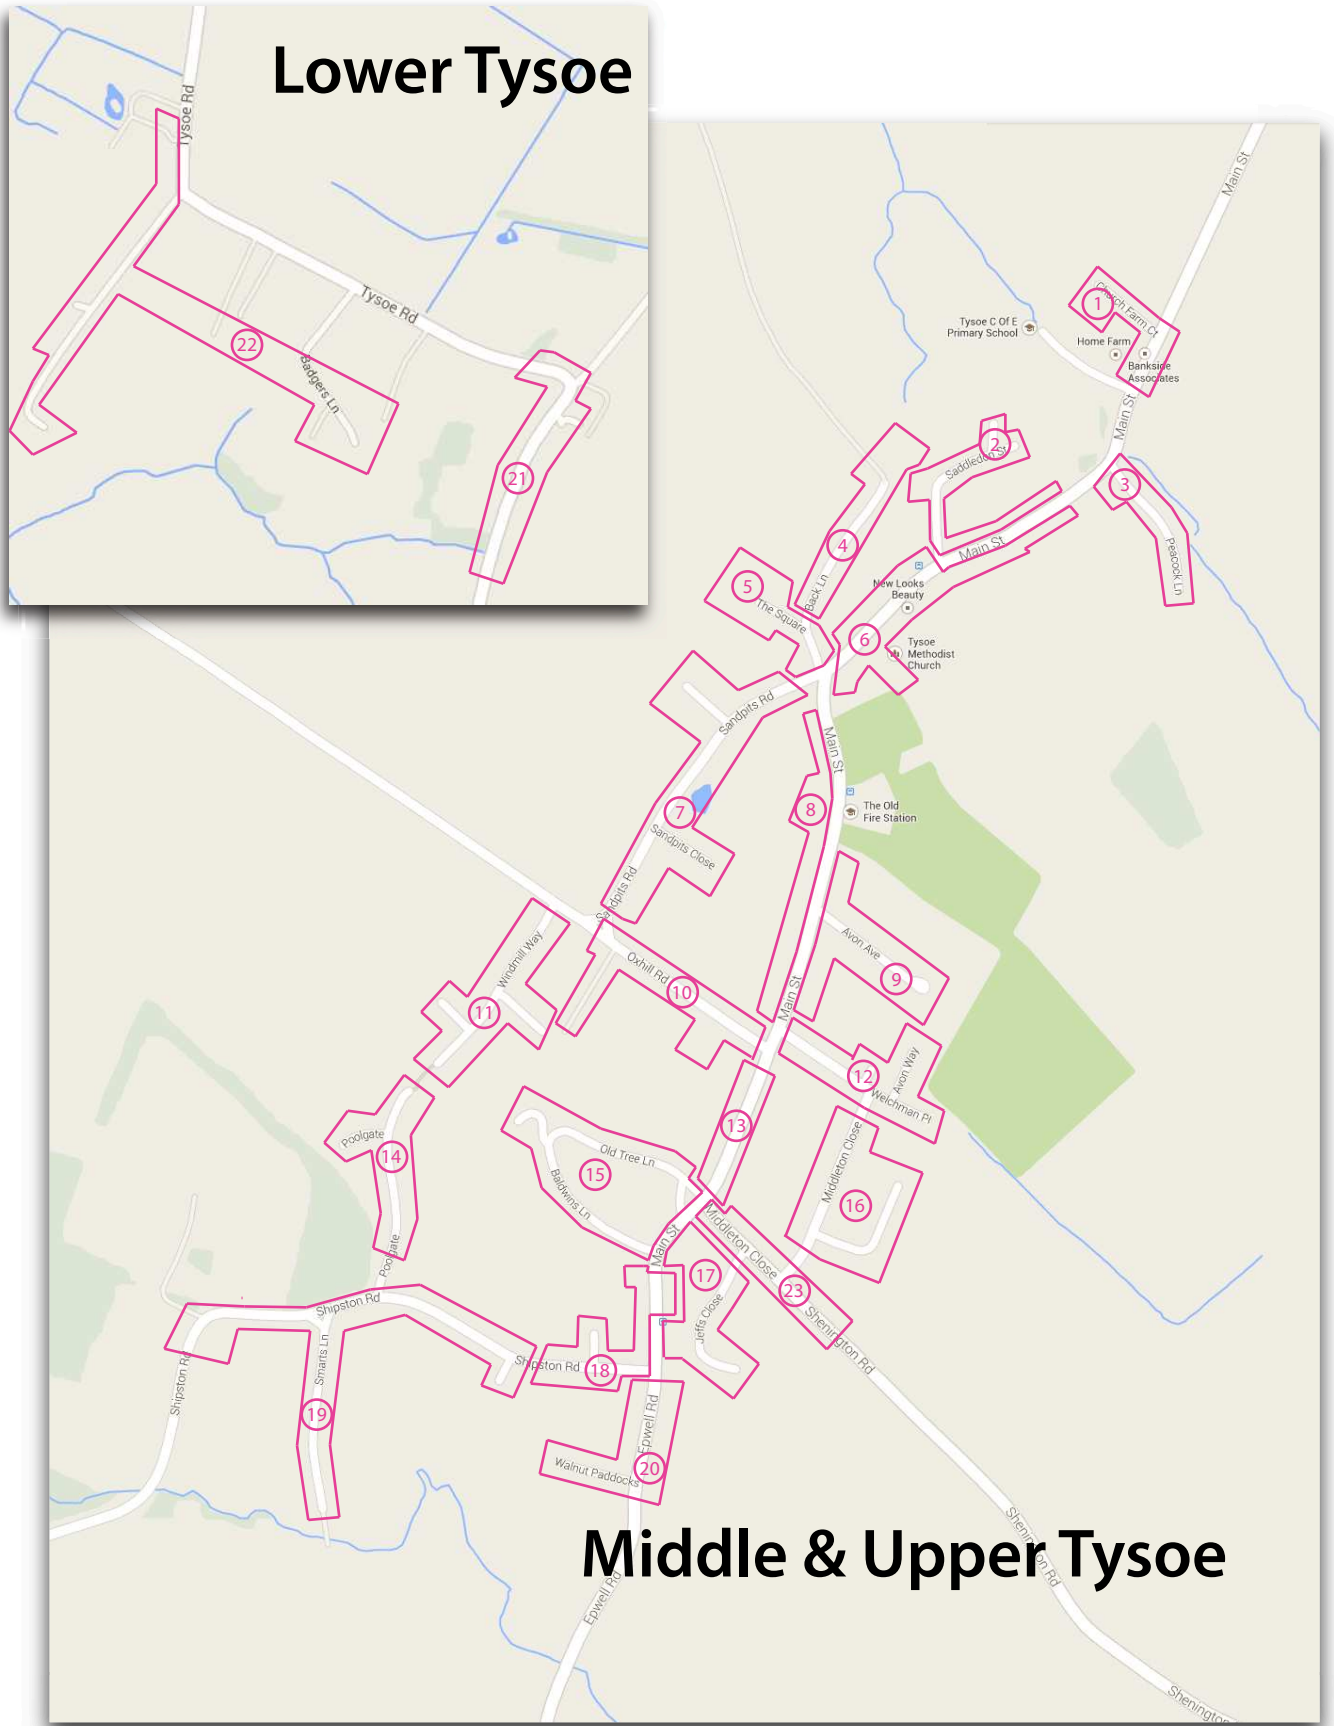 Lower Tysoe
Tysoe Rd
Tysoe Rd
22
Badgers Ln
21
Main St
1
Church Farm Ct
Tysoe C Of E
Primary School
Home Farm
Bankside
Associates
Main St
2
Saddledon St
3
Peacock Ln
Main St
4
Back Ln
5
The Square
New Looks
Beauty
6
Tysoe
Methodist
Church
Sandpits Rd
Main St
7
Sandpits Close
8
The Old
Fire Station
Sandpits Rd
Avon Ave
9
Windmill Way
Oxhill Rd
10
Main St
11
12
Avon Way
Welchman Pl
13
Poolgate
14
Old Tree Ln
15
Baldwins Ln
Middleton Close
16
Poolgate
Main St
Middleton Close
17
23
Jeffs Close
Shenington Rd
Shipston Rd
Smarts Ln
Shipston Rd
18
Shipston Rd
19
Epwell Rd
Walnut Paddocks
20
Middle & Upper Tysoe
Shenington Rd
Epwell Rd
Shenington